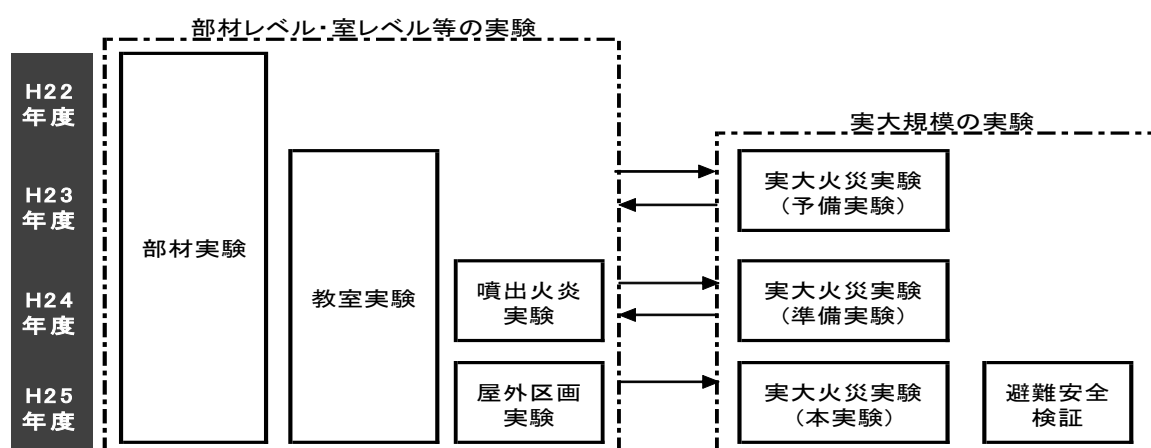 部材レベル・室レベル等の実験
H22
年度
実大規模の実験
H23
年度
実大火災実験
(予備実験)
部材実験
教室実験
H24
年度
噴出火炎
実験
実大火災実験
(準備実験)
H25
年度
屋外区画
実験
実大火災実験
(本実験)
避難安全
検証